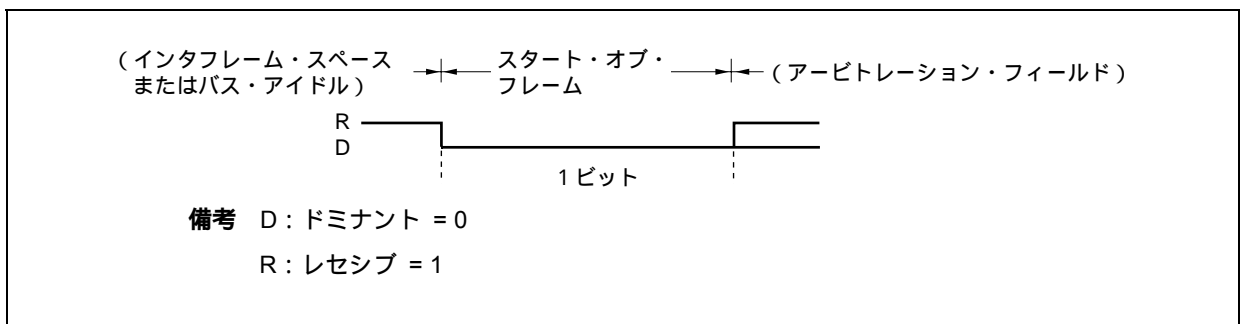 （インタフレーム・スペース
またはバス・アイドル）
スタート・オブ・
フレーム
（アービトレーション・フィールド）
R
D
1ビット
備考 D：ドミナント = 0
R：レセシブ = 1